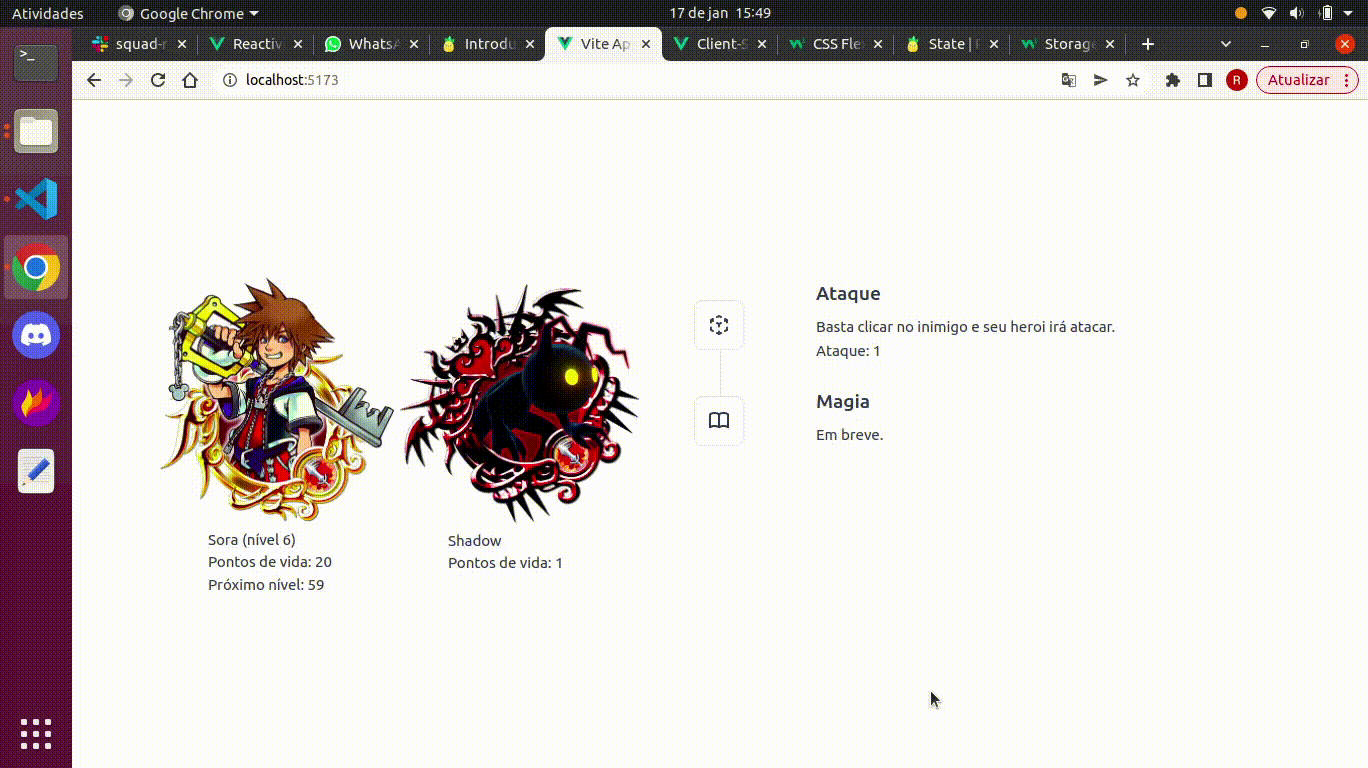 Atividades
Google Chrome
17 de jan 15:49
squad-r
Reactiv
WhatsA
Introdu
Vite Ap
Client-S
CSS Fle
State | P
Storage
localhost:5173
R
Atualizar
Ataque
Basta clicar no inimigo e seu heroi irá atacar.
Ataque: 1
Magia
Em breve.
Sora (nível 6)
Pontos de vida: 20
Próximo nível: 59
Shadow
Pontos de vida: 1